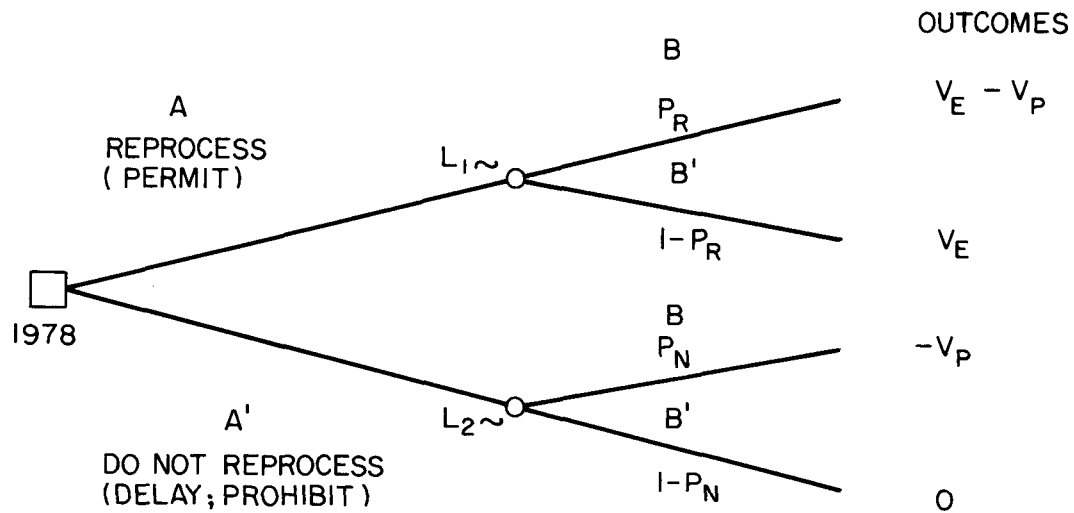 OUTCOMES
B
A
REPROCESS
(PERMIT)
P_R
V_E - V_P
L_1~
B'
1-P_R
V_E
1978
B
P_N
-V_P
A'
L_2~
B'
DO NOT REPROCESS
(DELAY; PROHIBIT)
1-P_N
0